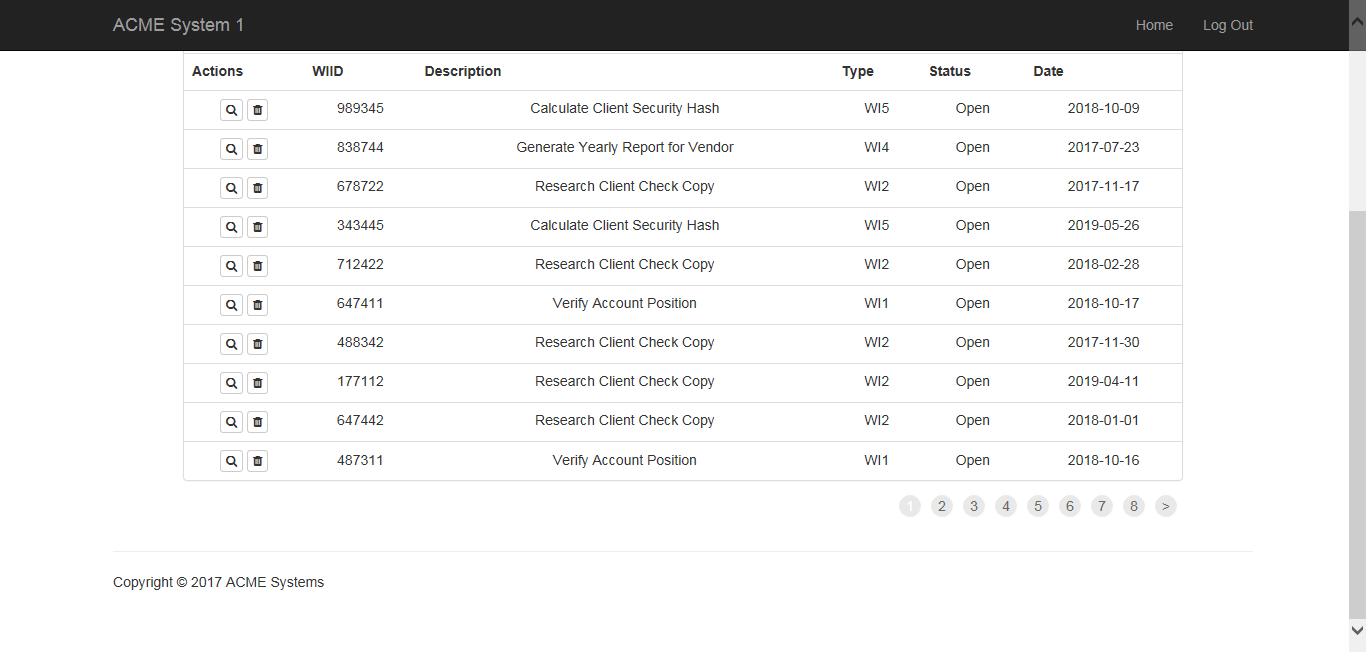 ACME System 1 Home Log Out
Actions WIID Description Type Status Date
989345 Calculate Client Security Hash WI5 Open 2018-10-09
838744 Generate Yearly Report for Vendor WI4 Open 2017-07-23
678722 Research Client Check Copy WI2 Open 2017-11-17
343445 Calculate Client Security Hash WI5 Open 2019-05-26
712422 Research Client Check Copy WI2 Open 2018-02-28
647411 Verify Account Position WI1 Open 2018-10-17
488342 Research Client Check Copy WI2 Open 2017-11-30
177112 Research Client Check Copy WI2 Open 2019-04-11
647442 Research Client Check Copy WI2 Open 2018-01-01
487311 Verify Account Position WI1 Open 2018-10-16
1 2 3 4 5 6 7 8 >
Copyright © 2017 ACME Systems